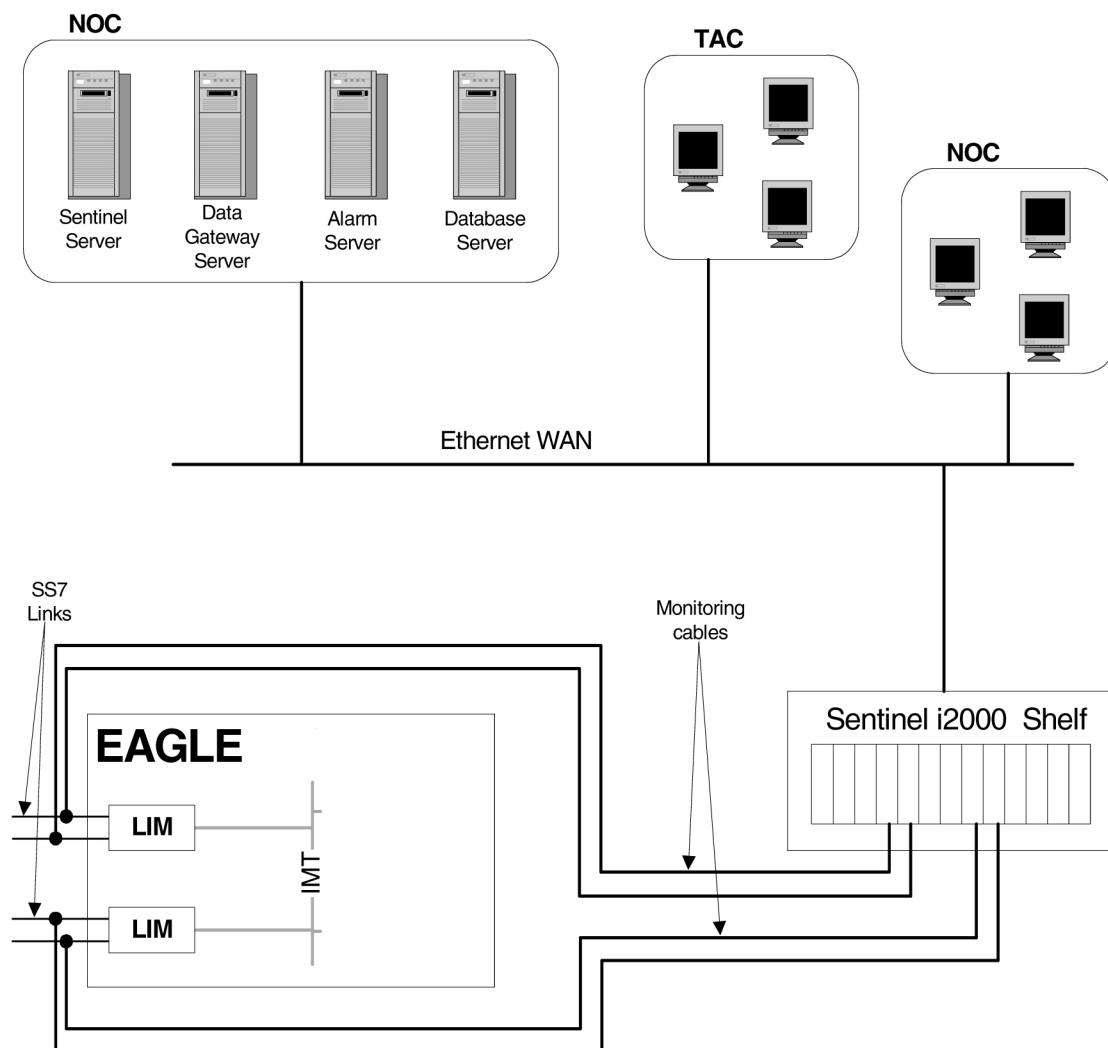 NOC
TAC
NOC
Sentinel
Server
Data
Gateway
Server
Alarm
Server
Database
Server
Ethernet WAN
SS7
Links
Monitoring
cables
Sentinel i2000 Shelf
EAGLE
LIM
IMT
LIM